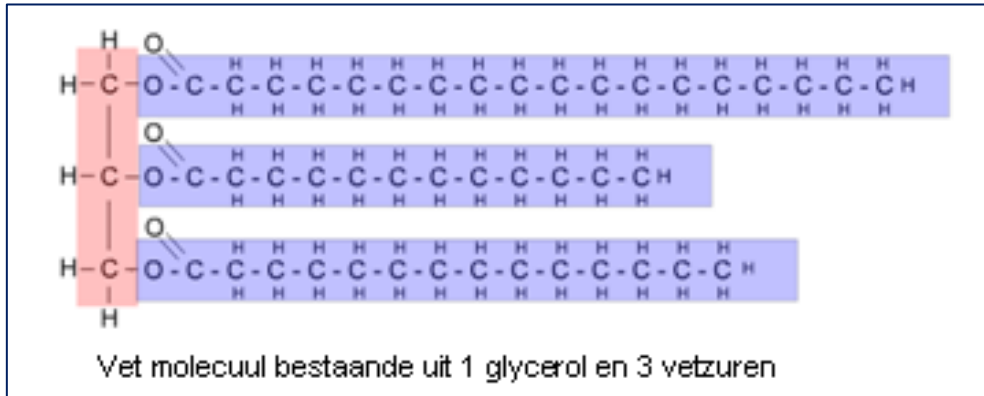 H
O
H H H H H H H H H H H H H H H H H
H-C-O-C-C-C-C-C-C-C-C-C-C-C-C-C-C-C-C-C-C H
H H H H H H H H H H H H H H H H H
O
H H H H H H H H H H H
H-C-O-C-C-C-C-C-C-C-C-C-C-C-C H
H H H H H H H H H H H
O
H H H H H H H H H H H H H
H-C-O-C-C-C-C-C-C-C-C-C-C-C-C-C-C H
H H H H H H H H H H H H H
H
Vet molecuul bestaande uit 1 glycerol en 3 vetzuren